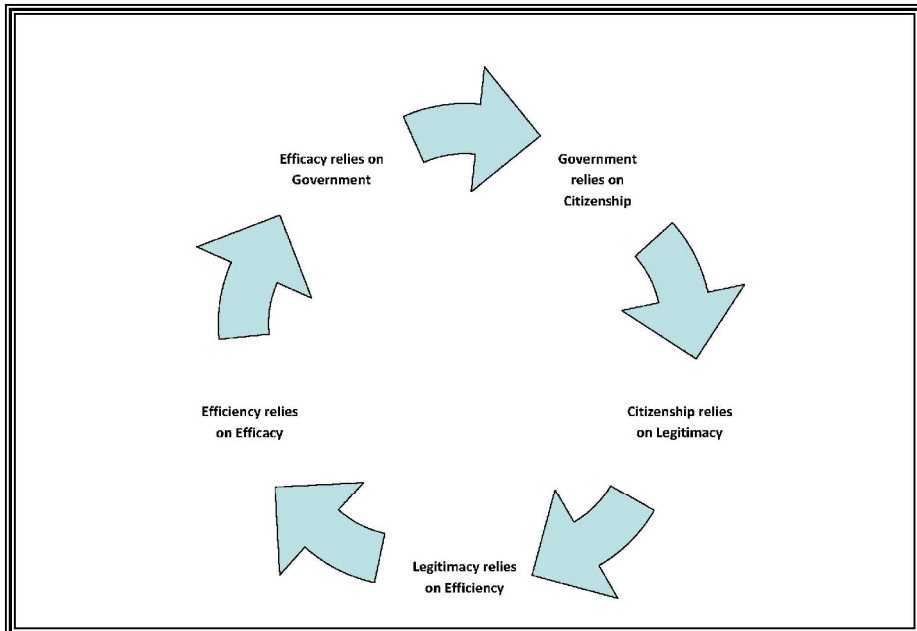 Efficacy relies on
Government
Government
relies on
Citizenship
Citizenship relies
on Legitimacy
Legitimacy relies
on Efficiency
Efficiency relies
on Efficacy